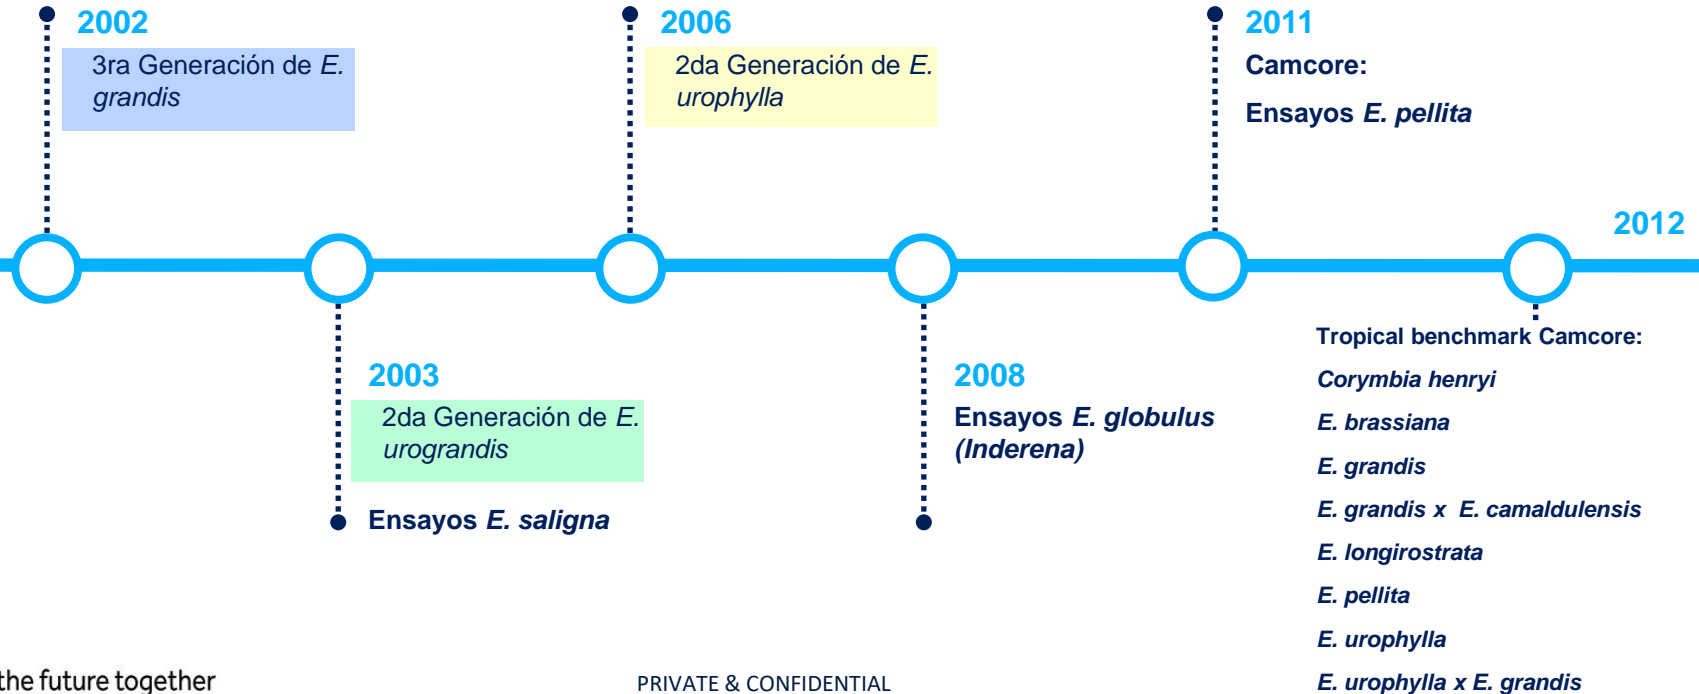 2002
3ra Generación de E.
grandis
2006
2da Generación de E.
urophylla
2011
Camcore:
Ensayos E. pellita
2012
2003
2da Generación de E.
urograndis
Ensayos E. saligna
2008
Ensayos E. globulus
(Inderena)
Tropical benchmark Camcore:
Corymbia henryi
E. brassiana
E. grandis
E. grandis x E. camaldulensis
E. longirostrata
E. pellita
E. urophylla
E. urophylla x E. grandis
the future together
PRIVATE & CONFIDENTIAL